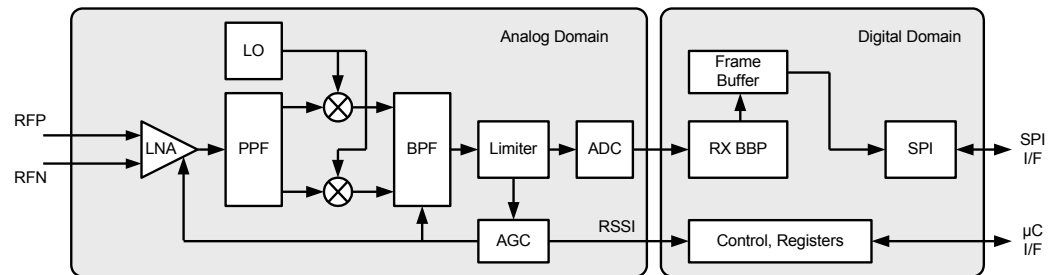 Analog Domain
Digital Domain
LO
Frame
Buffer
RFP
RFN
LNA
PPF
BPF
Limiter
ADC
RX BBP
SPI
SPI
I/F
AGC
RSSI
Control, Registers
µC
I/F